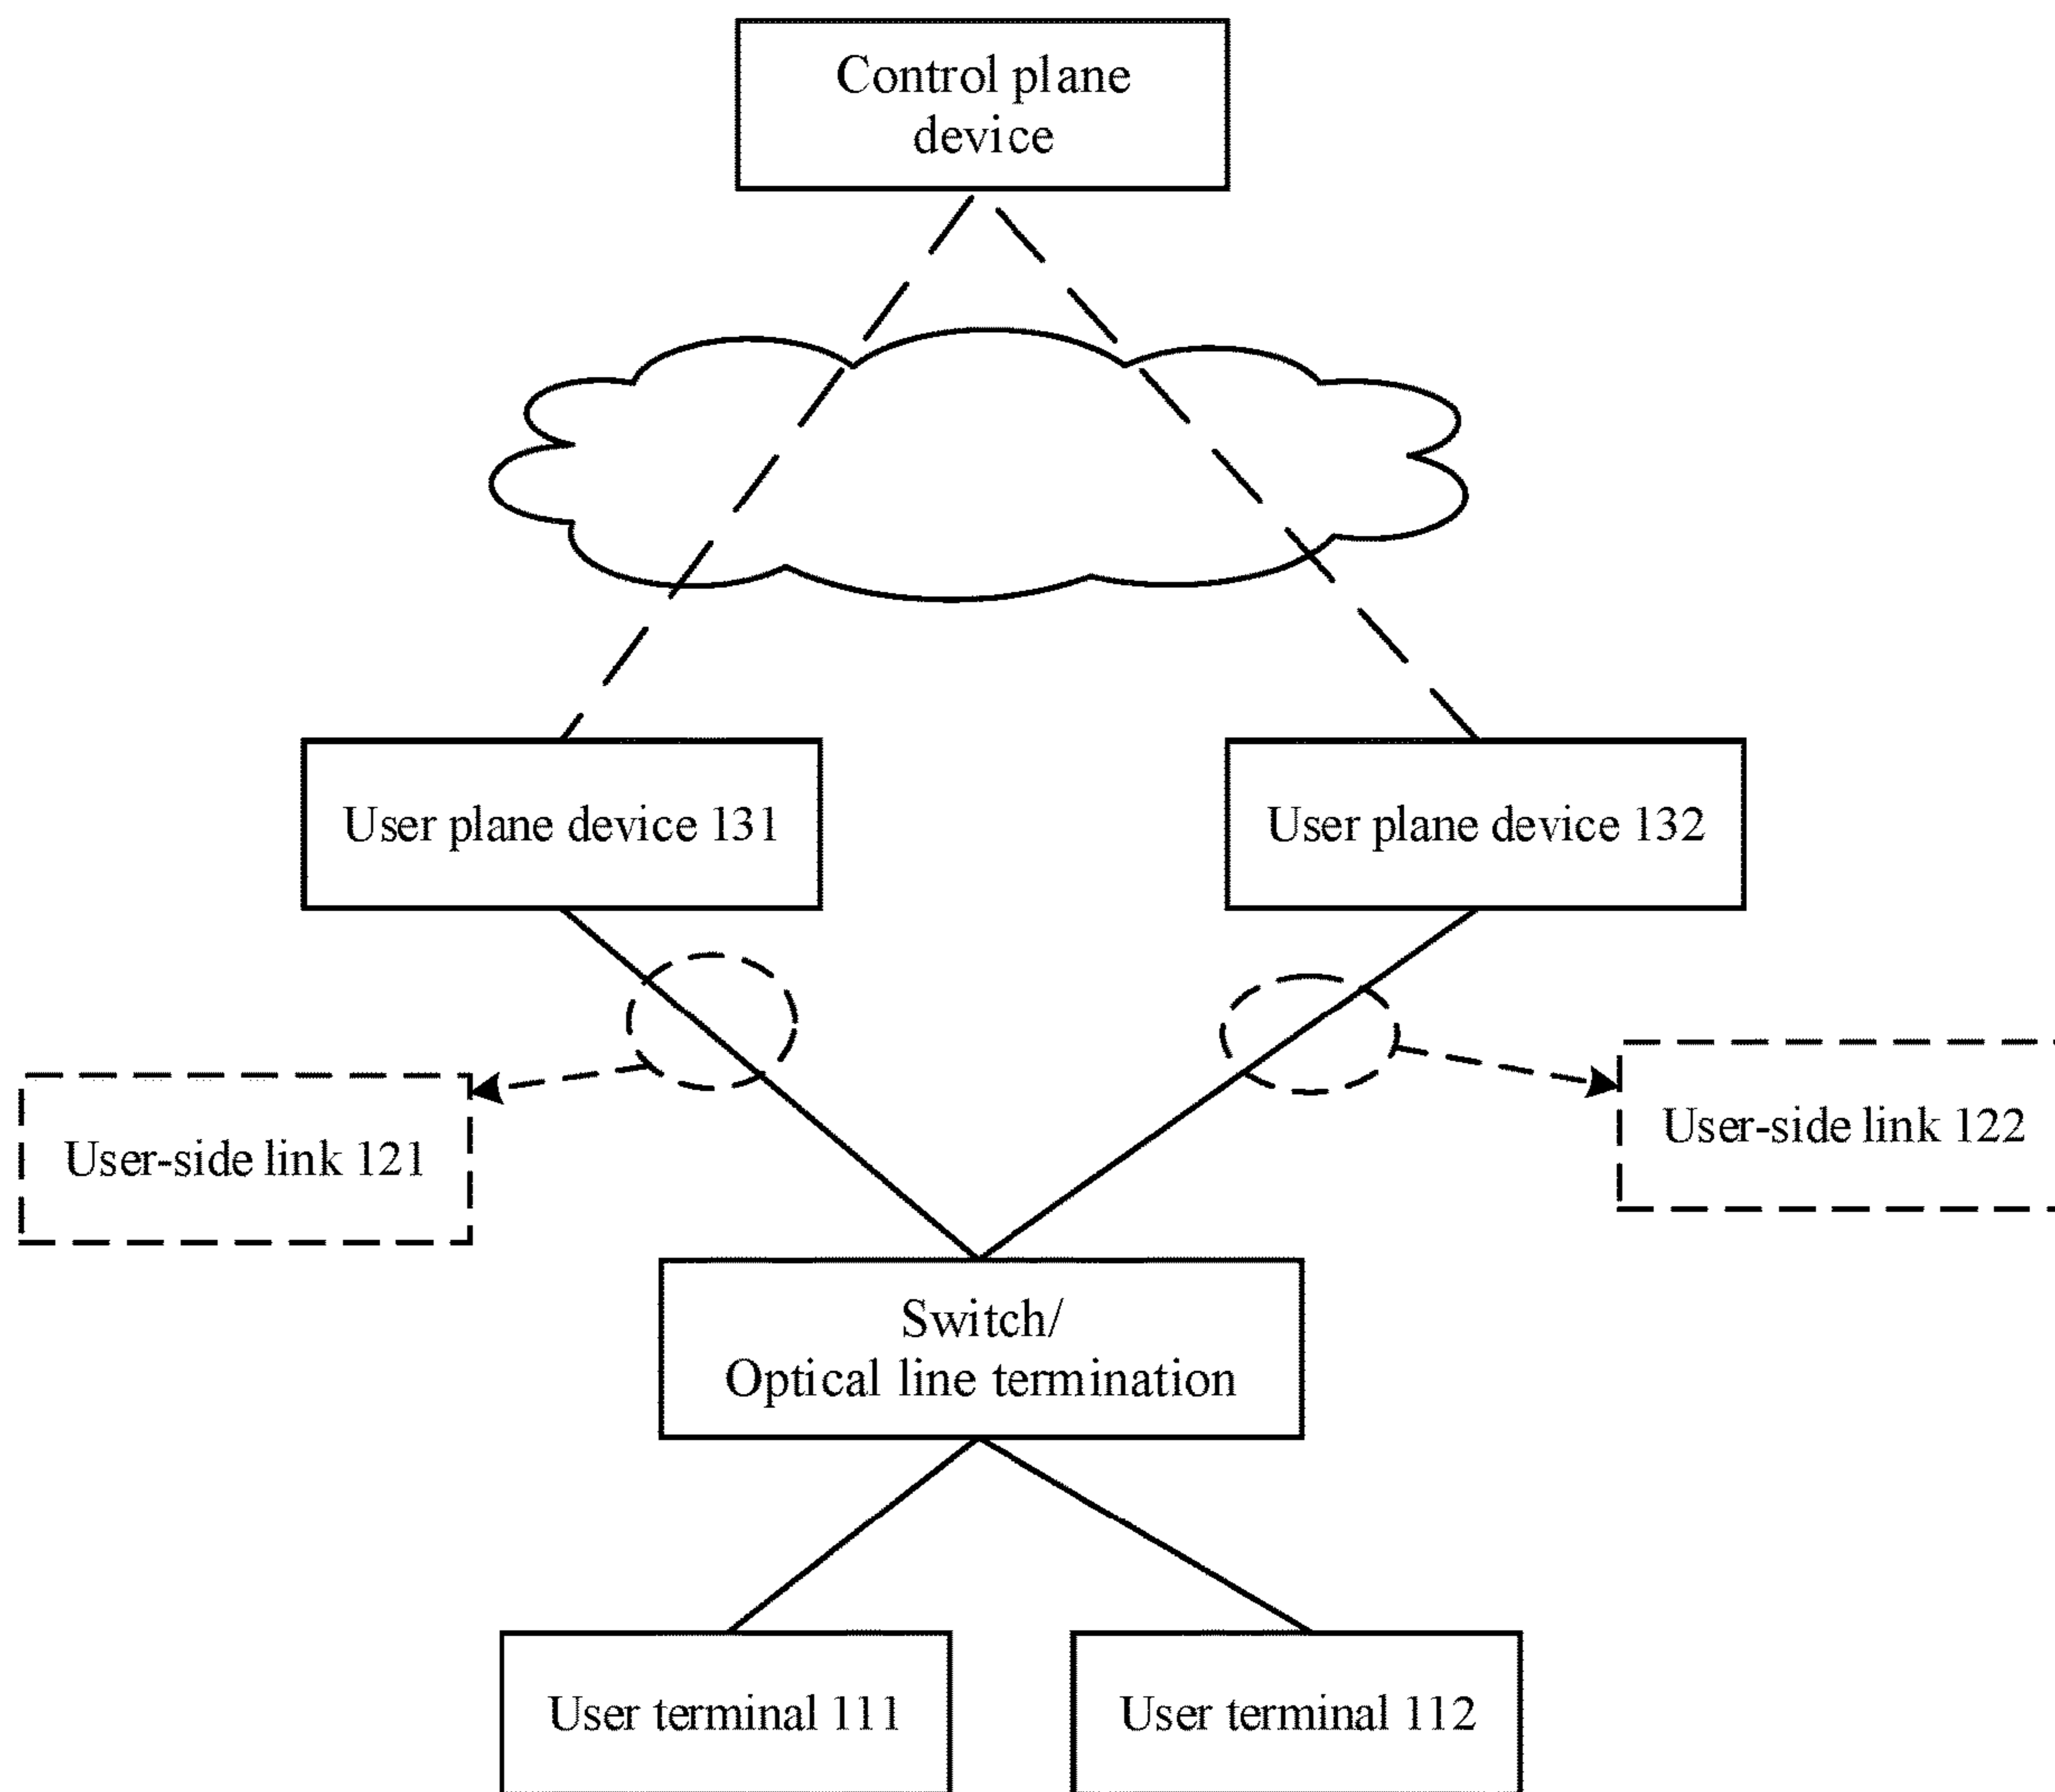 Control plane
device
User plane device 131
User plane device 132
User-side link 121
User-side link 122
Switch/
Optical line termination
User terminal 111
User terminal 112